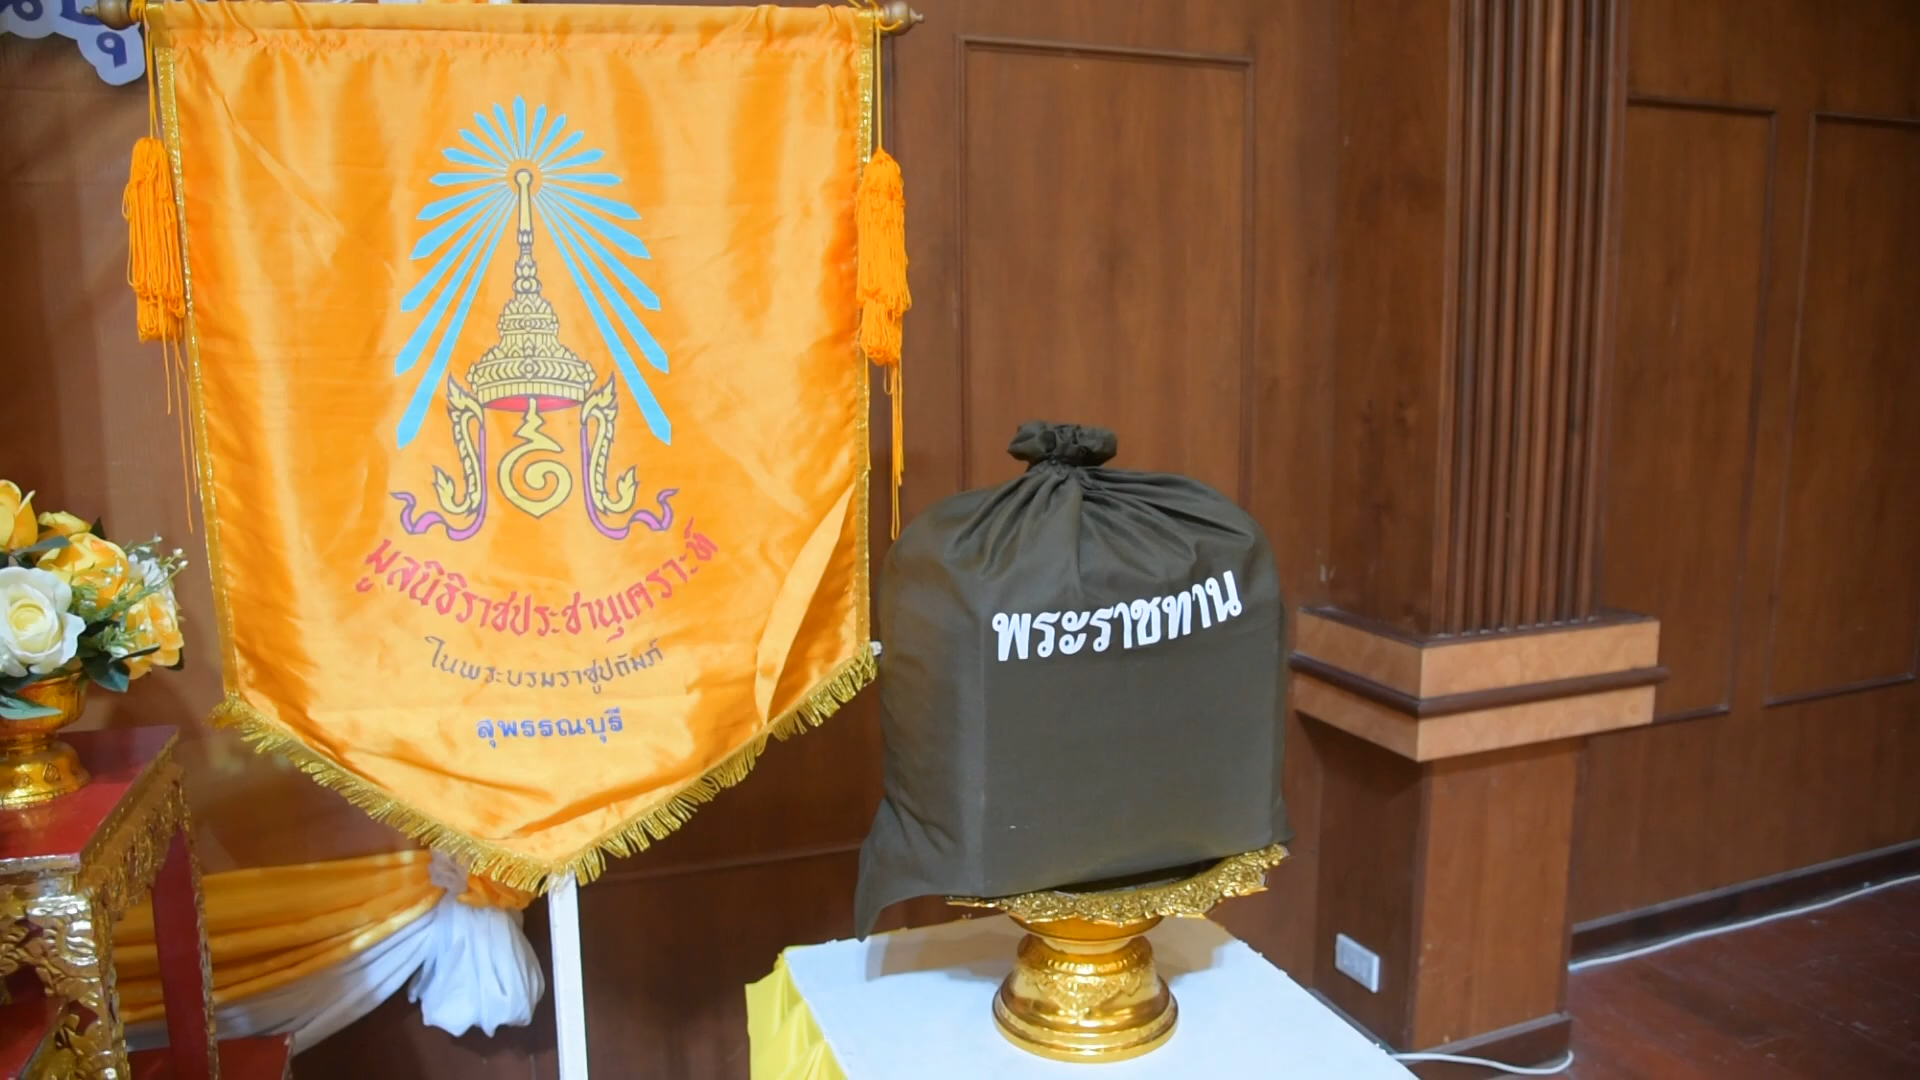 ๙
มูลนิธิราชประชานุเคราะห์
ในพระบรมราชูปถัมภ์
สุพรรณบุรี
พระราชทาน